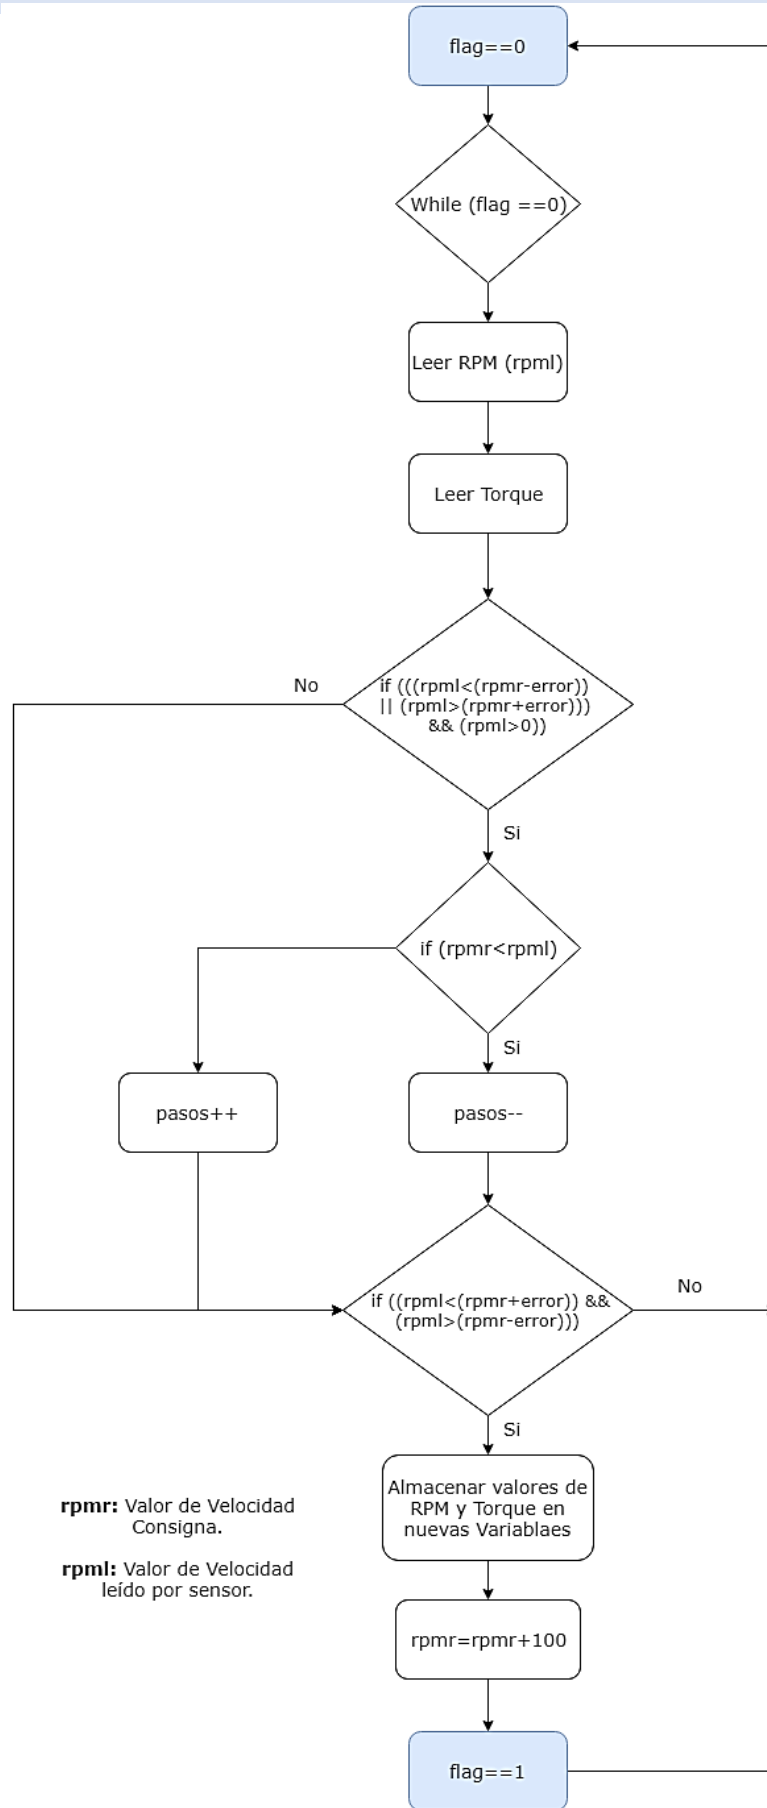 flag==0
While (flag ==0)
Leer RPM (rpml)
Leer Torque
No
if (((rpml<(rpmr-error))
|| (rpml>(rpmr+error)))
&& (rpml>0))
Si
if (rpmr<rpml)
Si
pasos++
pasos--
No
if ((rpml<(rpmr+error)) &&
(rpml>(rpmr-error)))
Si
Almacenar valores de
RPM y Torque en
nuevas Variablaes
rpmr: Valor de Velocidad
Consigna.
rpml: Valor de Velocidad
leído por sensor.
rpmr=rpmr+100
flag==1